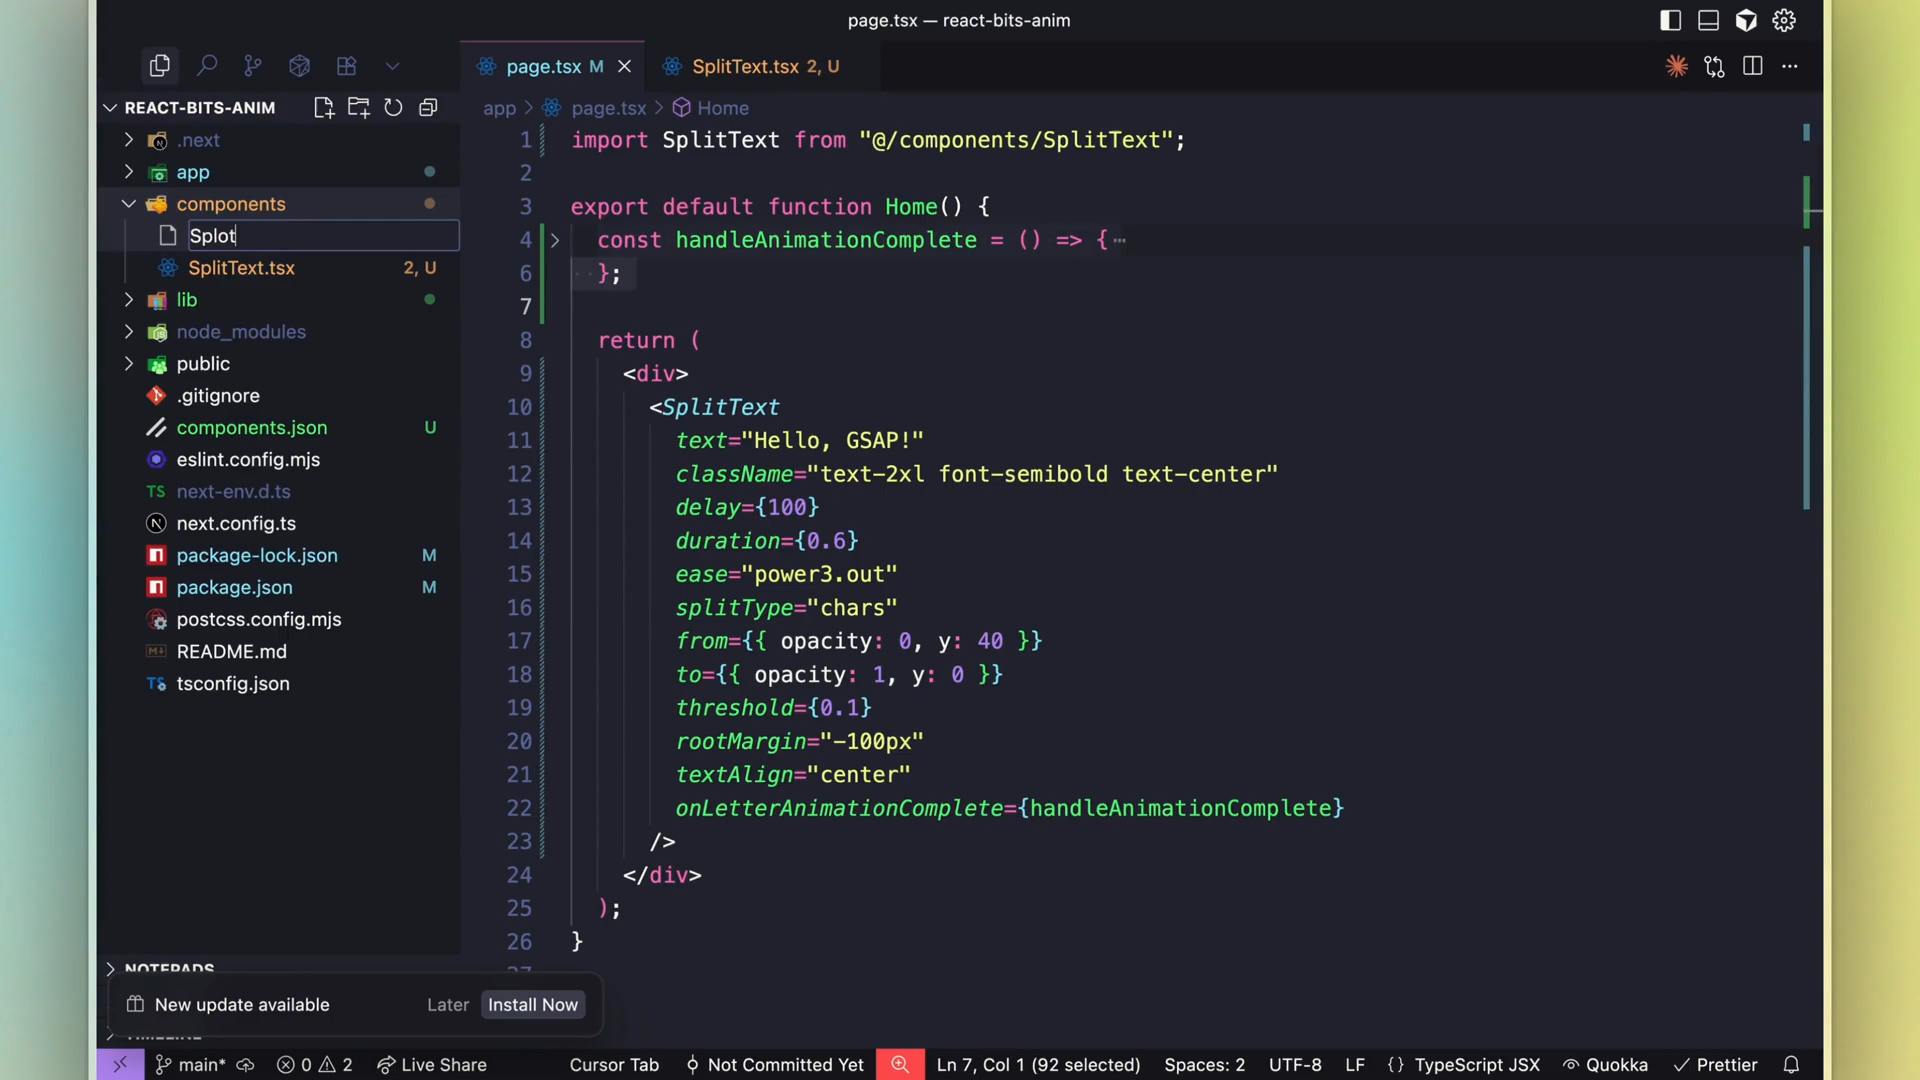 page.tsx — react-bits-anim
page.tsx M
SplitText.tsx 2, U
REACT-BITS-ANIM
.next
app
components
Splot
SplitText.tsx 2, U
lib
node_modules
public
.gitignore
components.json U
eslint.config.mjs
TS next-env.d.ts
next.config.ts
package-lock.json M
package.json M
postcss.config.mjs
README.md
TS tsconfig.json
NOTEPADS
New update available Later Install Now
TIMELINE
app > page.tsx > Home
1 import SplitText from "@/components/SplitText";
2
3 export default function Home() {
4 const handleAnimationComplete = () => {⋯
6 };
7
8 return (
9 <div>
10 <SplitText
11 text="Hello, GSAP!"
12 className="text-2xl font-semibold text-center"
13 delay={100}
14 duration={0.6}
15 ease="power3.out"
16 splitType="chars"
17 from={{ opacity: 0, y: 40 }}
18 to={{ opacity: 1, y: 0 }}
19 threshold={0.1}
20 rootMargin="-100px"
21 textAlign="center"
22 onLetterAnimationComplete={handleAnimationComplete}
23 />
24 </div>
25 );
26 }
27
main* 0 2 Live Share Cursor Tab Not Committed Yet Ln 7, Col 1 (92 selected) Spaces: 2 UTF-8 LF {} TypeScript JSX Quokka Prettier